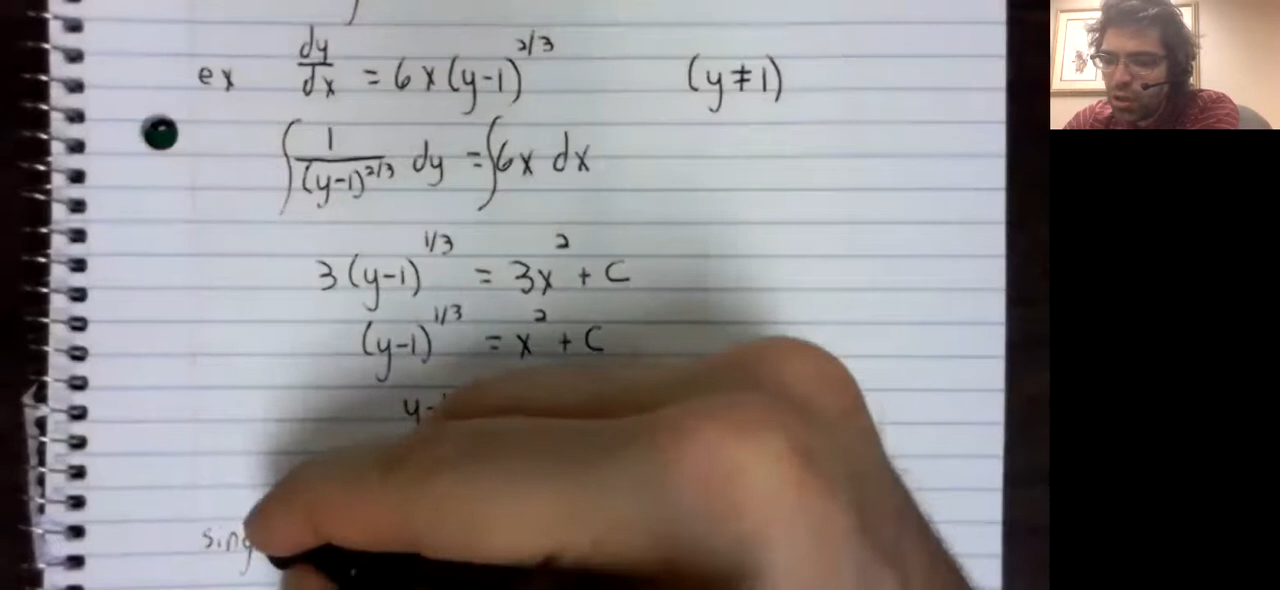 ex dy/dx = 6x(y-1)^2/3 (y≠1)
∫ 1/(y-1)^2/3 dy = ∫6x dx
3(y-1)^1/3 = 3x^2 + C
(y-1)^1/3 = x^2 + C
y-